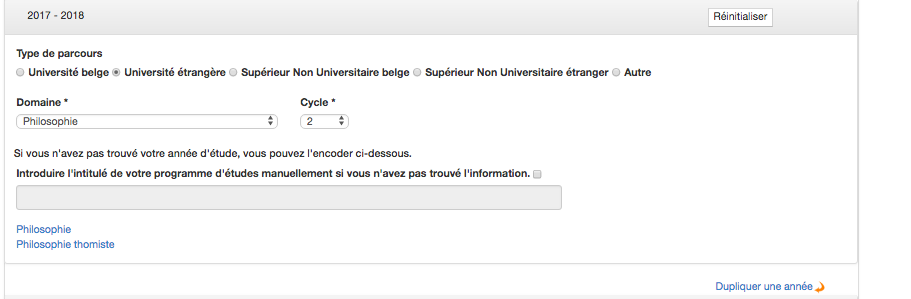 2017 - 2018
Réinitialiser
Type de parcours
Université belge Université étrangère Supérieur Non Universitaire belge Supérieur Non Universitaire étranger Autre
Domaine * Cycle *
Philosophie 2
Si vous n'avez pas trouvé votre année d'étude, vous pouvez l'encoder ci-dessous.
Introduire l'intitulé de votre programme d'études manuellement si vous n'avez pas trouvé l'information.
Philosophie
Philosophie thomiste
Dupliquer une année